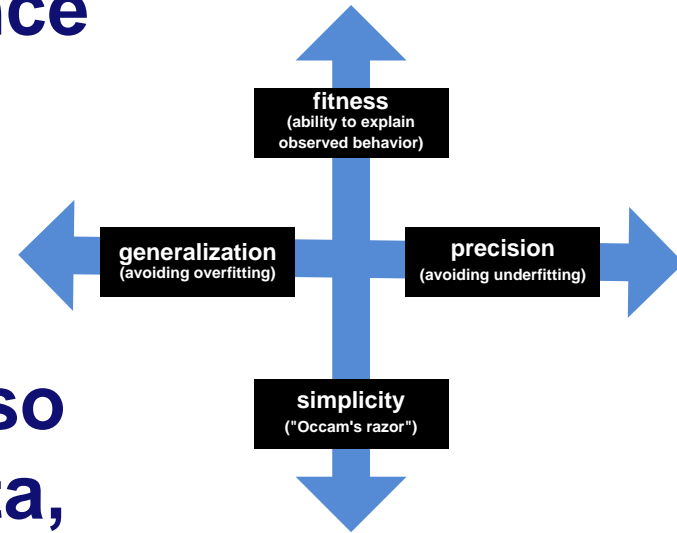 fitness
(ability to explain
observed behavior)
generalization
(avoiding overfitting)
precision
(avoiding underfitting)
simplicity
("Occam's razor")